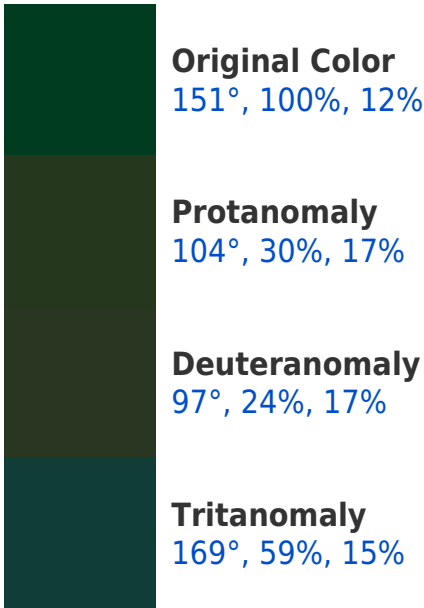 Original Color
151°, 100%, 12%
Protanomaly
104°, 30%, 17%
Deuteranomaly
97°, 24%, 17%
Tritanomaly
169°, 59%, 15%